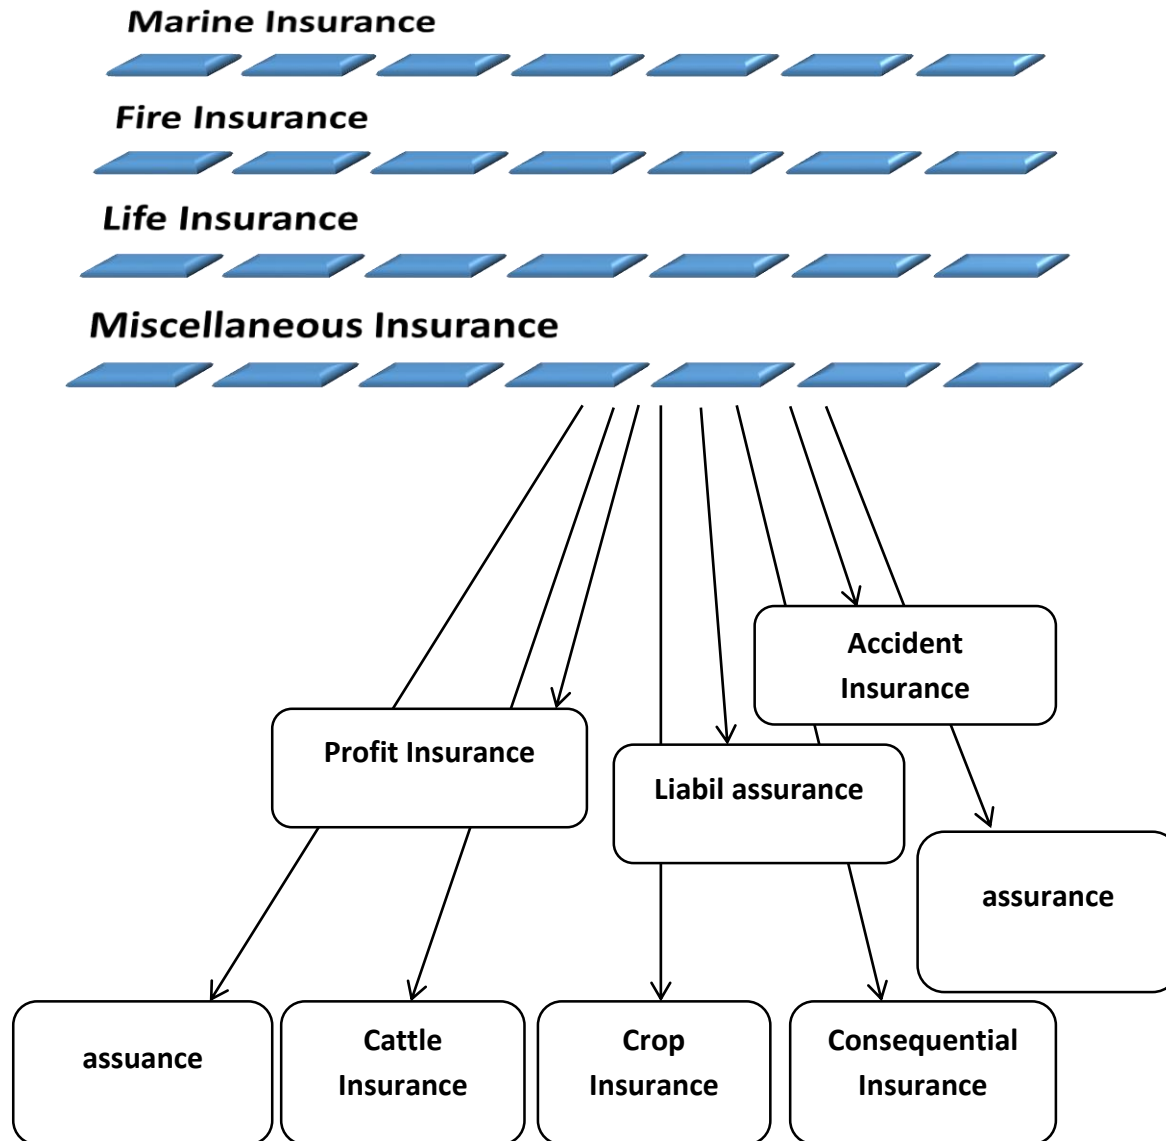 Marine Insurance
Fire Insurance
Life Insurance
Miscellaneous Insurance
Accident
Insurance
Profit Insurance
Liabil assurance
assurance
assuance
Cattle
Insurance
Crop
Insurance
Consequential
Insurance